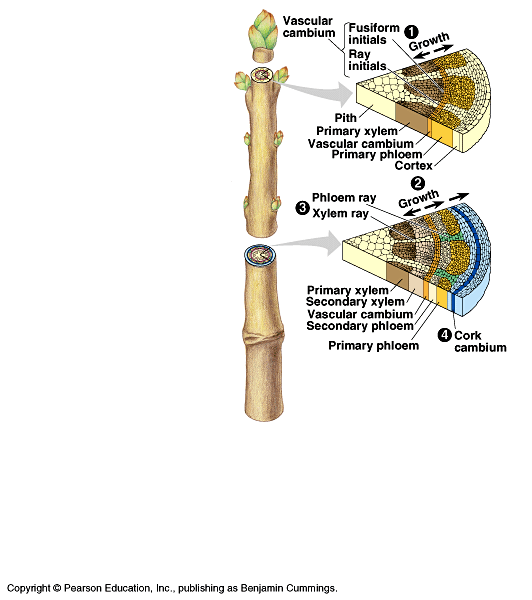 Vascular
cambium
Fusiform
initials
Ray
initials
1
Growth
Pith
Primary xylem
Vascular cambium
Primary phloem
Cortex
2
Growth
Phloem ray
3 Xylem ray
Primary xylem
Secondary xylem
Vascular cambium
Secondary phloem
Primary phloem
4 Cork
cambium
Copyright © Pearson Education, Inc., publishing as Benjamin Cummings.